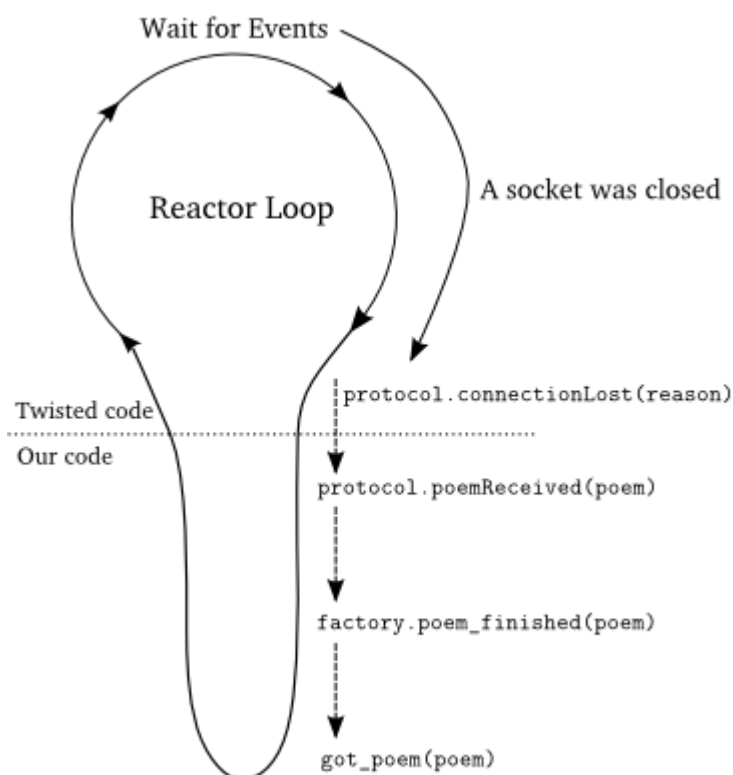 Wait for Events
Reactor Loop
A socket was closed
protocol.connectionLost(reason)
Twisted code
Our code
protocol.poemReceived(poem)
factory.poem_finished(poem)
got_poem(poem)